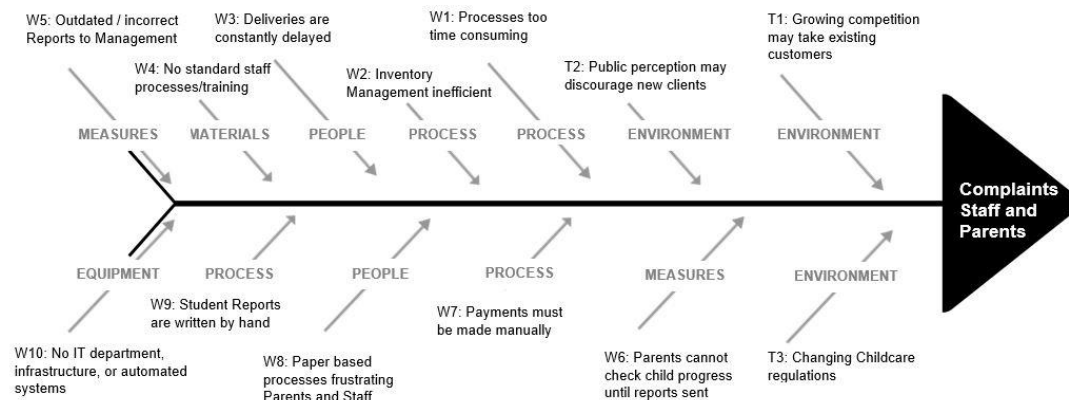 W5: Outdated / incorrect
Reports to Management
W3: Deliveries are
constantly delayed
W1: Processes too
time consuming
T1: Growing competition
may take existing
customers
W4: No standard staff
processes/training
W2: Inventory
Management inefficient
T2: Public perception may
discourage new clients
MEASURES
MATERIALS
PEOPLE
PROCESS
PROCESS
ENVIRONMENT
ENVIRONMENT
Complaints
Staff and
Parents
EQUIPMENT
PROCESS
PEOPLE
PROCESS
MEASURES
ENVIRONMENT
W9: Student Reports
are written by hand
W7: Payments must
be made manually
W10: No IT department,
infrastructure, or automated
systems
W8: Paper based
processes frustrating
Parents and Staff
W6: Parents cannot
check child progress
until reports sent
T3: Changing Childcare
regulations